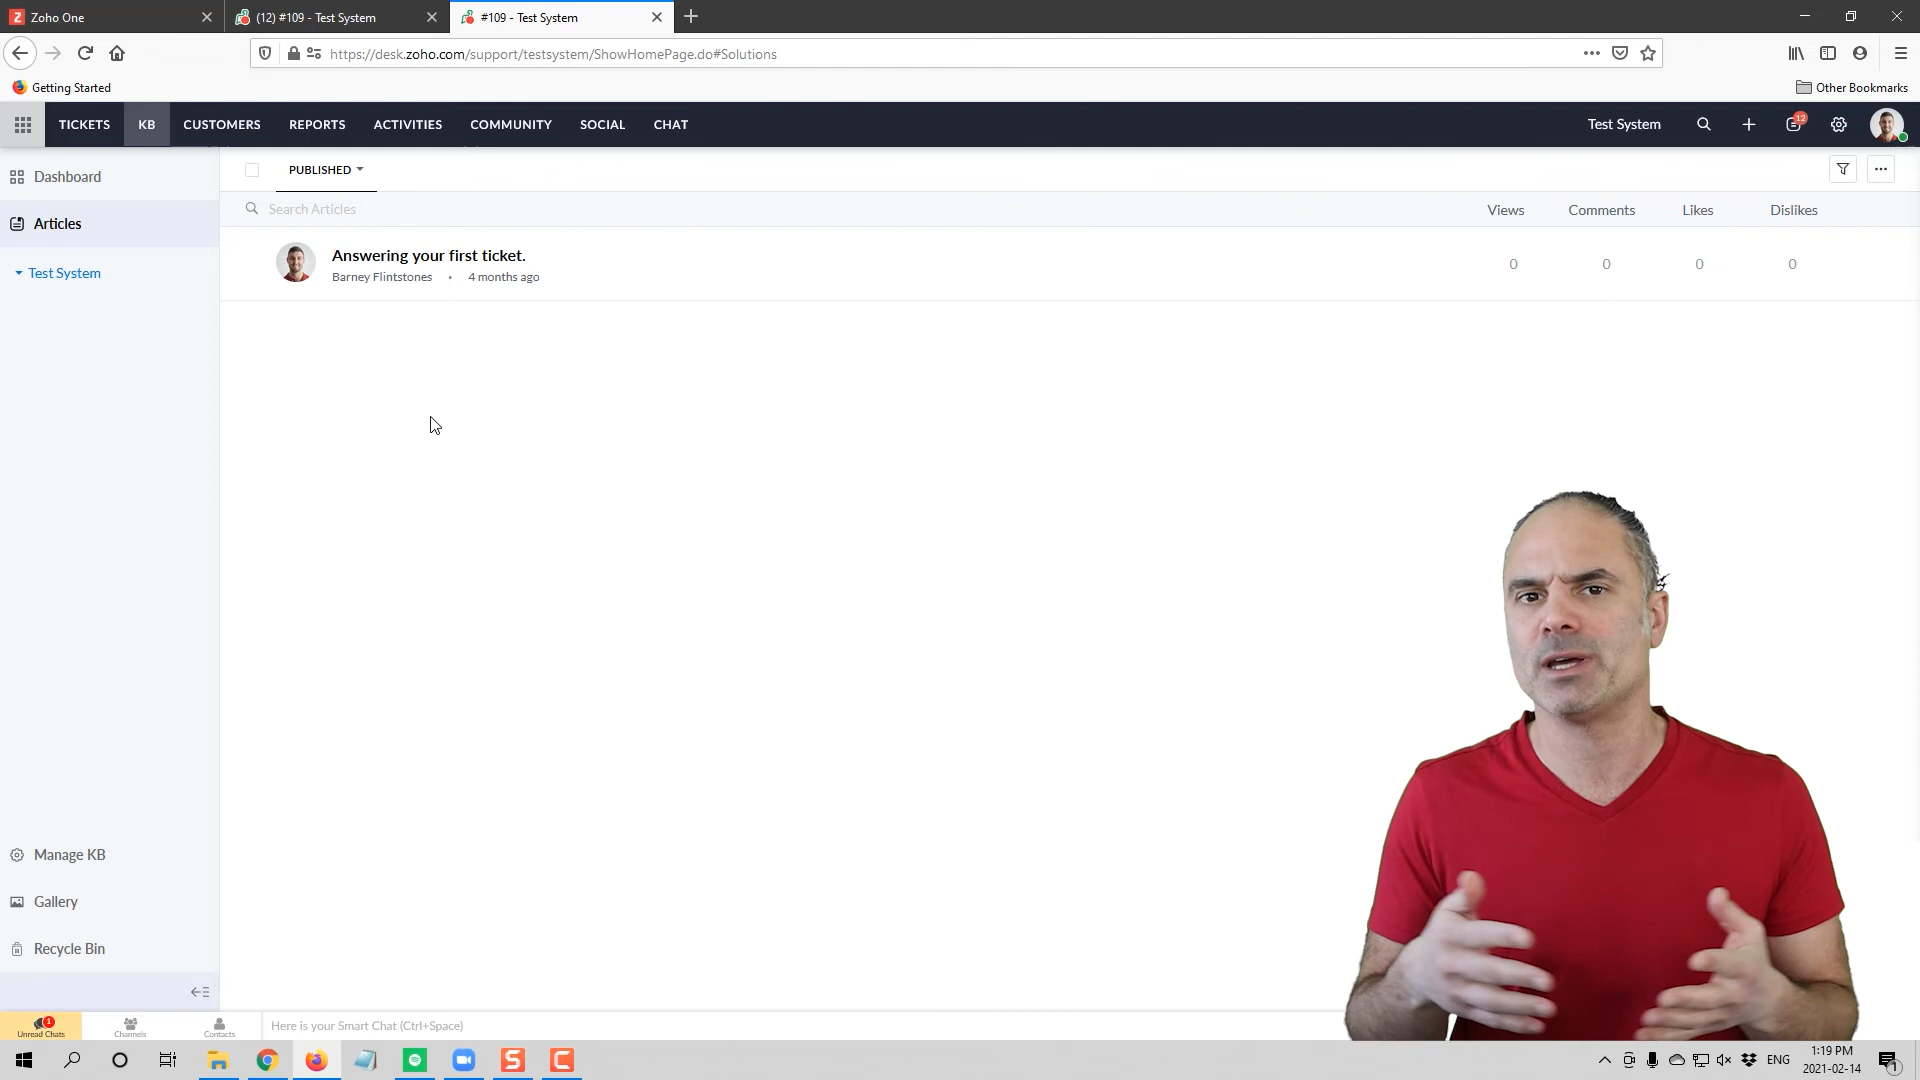 Zoho One
(12) #109 - Test System
#109 - Test System
https://desk.zoho.com/support/testsystem/ShowHomePage.do#Solutions
Getting Started
Other Bookmarks
TICKETS
KB
CUSTOMERS
REPORTS
ACTIVITIES
COMMUNITY
SOCIAL
CHAT
Test System
12
Dashboard
PUBLISHED
Articles
Search Articles
Views
Comments
Likes
Dislikes
Answering your first ticket.
Barney Flintstones • 4 months ago
0
0
0
0
Test System
Manage KB
Gallery
Recycle Bin
1
Unread Chats
Channels
Contacts
Here is your Smart Chat (Ctrl+Space)
ENG
1:19 PM
2021-02-14
1